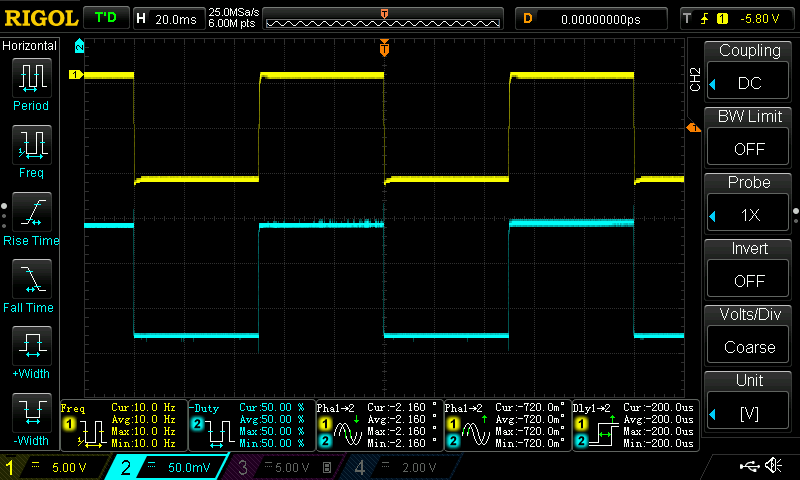 RIGOL T'D H 20.0ms 25.0MSa/s 6.00M pts T D 0.00000000ps T 1 -5.80 V
Horizontal
Period
Freq
Rise Time
Fall Time
+Width
-Width
2
T
1
1
CH2
Coupling
DC
BW Limit
OFF
Probe
1X
Invert
OFF
Volts/Div
Coarse
Unit
[V]
Freq
1
Cur:10.0 Hz
Avg:10.0 Hz
Max:10.0 Hz
Min:10.0 Hz
-Duty
2
Cur:50.00 %
Avg:50.00 %
Max:50.00 %
Min:50.00 %
Pha1→2
1
2
Cur:-2.160 °
Avg:-2.160 °
Max:-2.160 °
Min:-2.160 °
Pha1→2
1
2
Cur:-720.0m°
Avg:-720.0m°
Max:-720.0m°
Min:-720.0m°
Dly1→2
1
2
Cur:-200.0us
Avg:-200.0us
Max:-200.0us
Min:-200.0us
1 5.00 V
2 50.0mV
3 5.00 V B
4 2.00 V